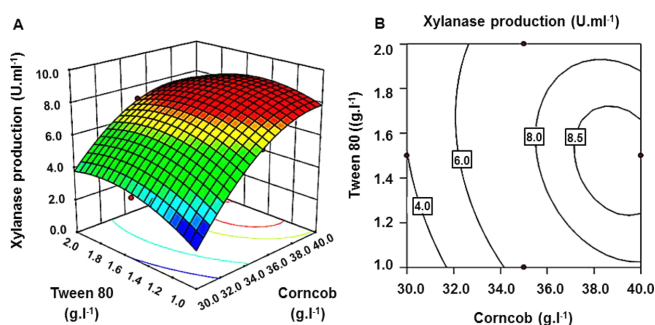 A
Xylanase production (U.ml-1)
10.0
8.0
6.0
4.0
2.0
0.0
2.0
1.8
1.6
1.4
1.2
1.0
Tween 80
(g.l-1)
30.0 32.0 34.0 36.0 38.0 40.0
Corncob
(g.l-1)
B
Xylanase production (U.ml-1)
Tween 80 ((g.l-1)
2.0
1.8
1.6
1.4
1.2
1.0
4.0
6.0
8.0
8.5
30.0 32.0 34.0 36.0 38.0 40.0
Corncob (g.l-1)